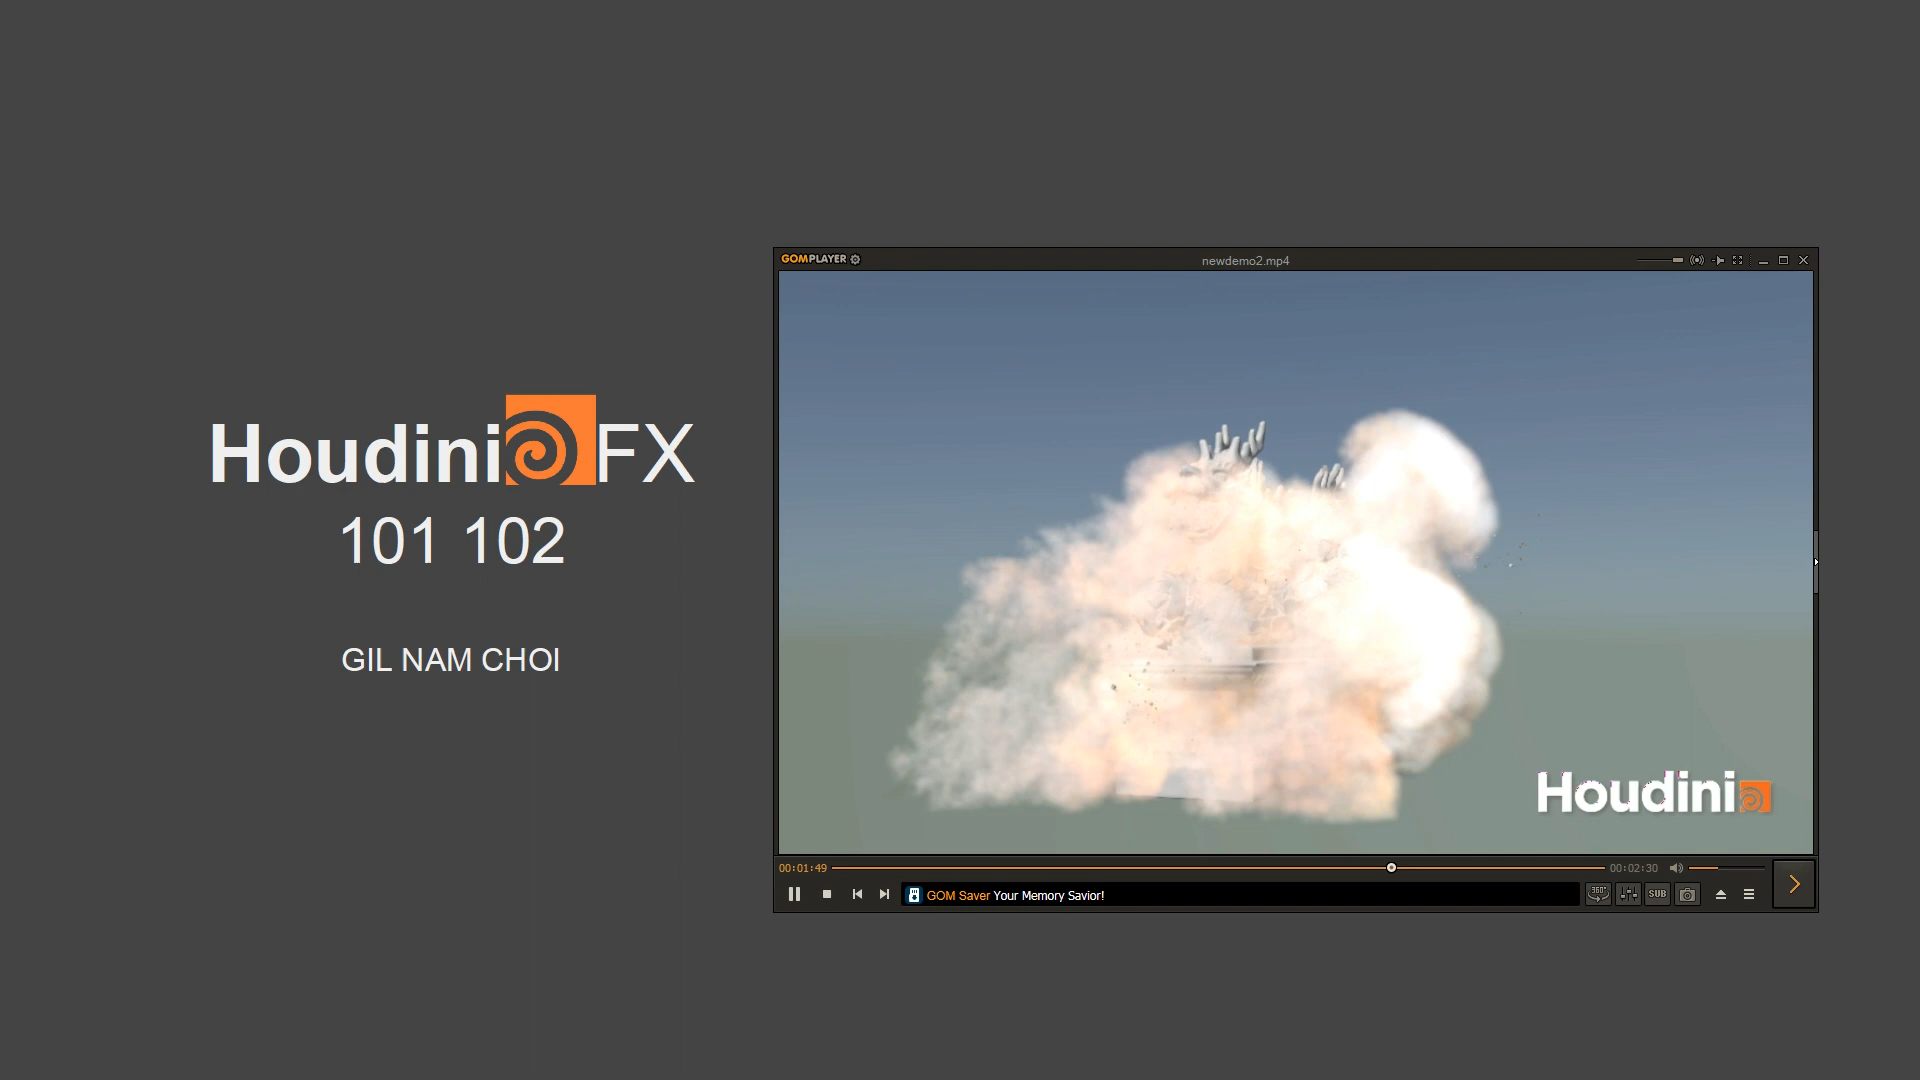 Houdini FX
101 102
GIL NAM CHOI
GOMPLAYER
newdemo2.mp4
Houdini
00:01:49
00:02:30
GOM Saver Your Memory Savior!
360°
SUB